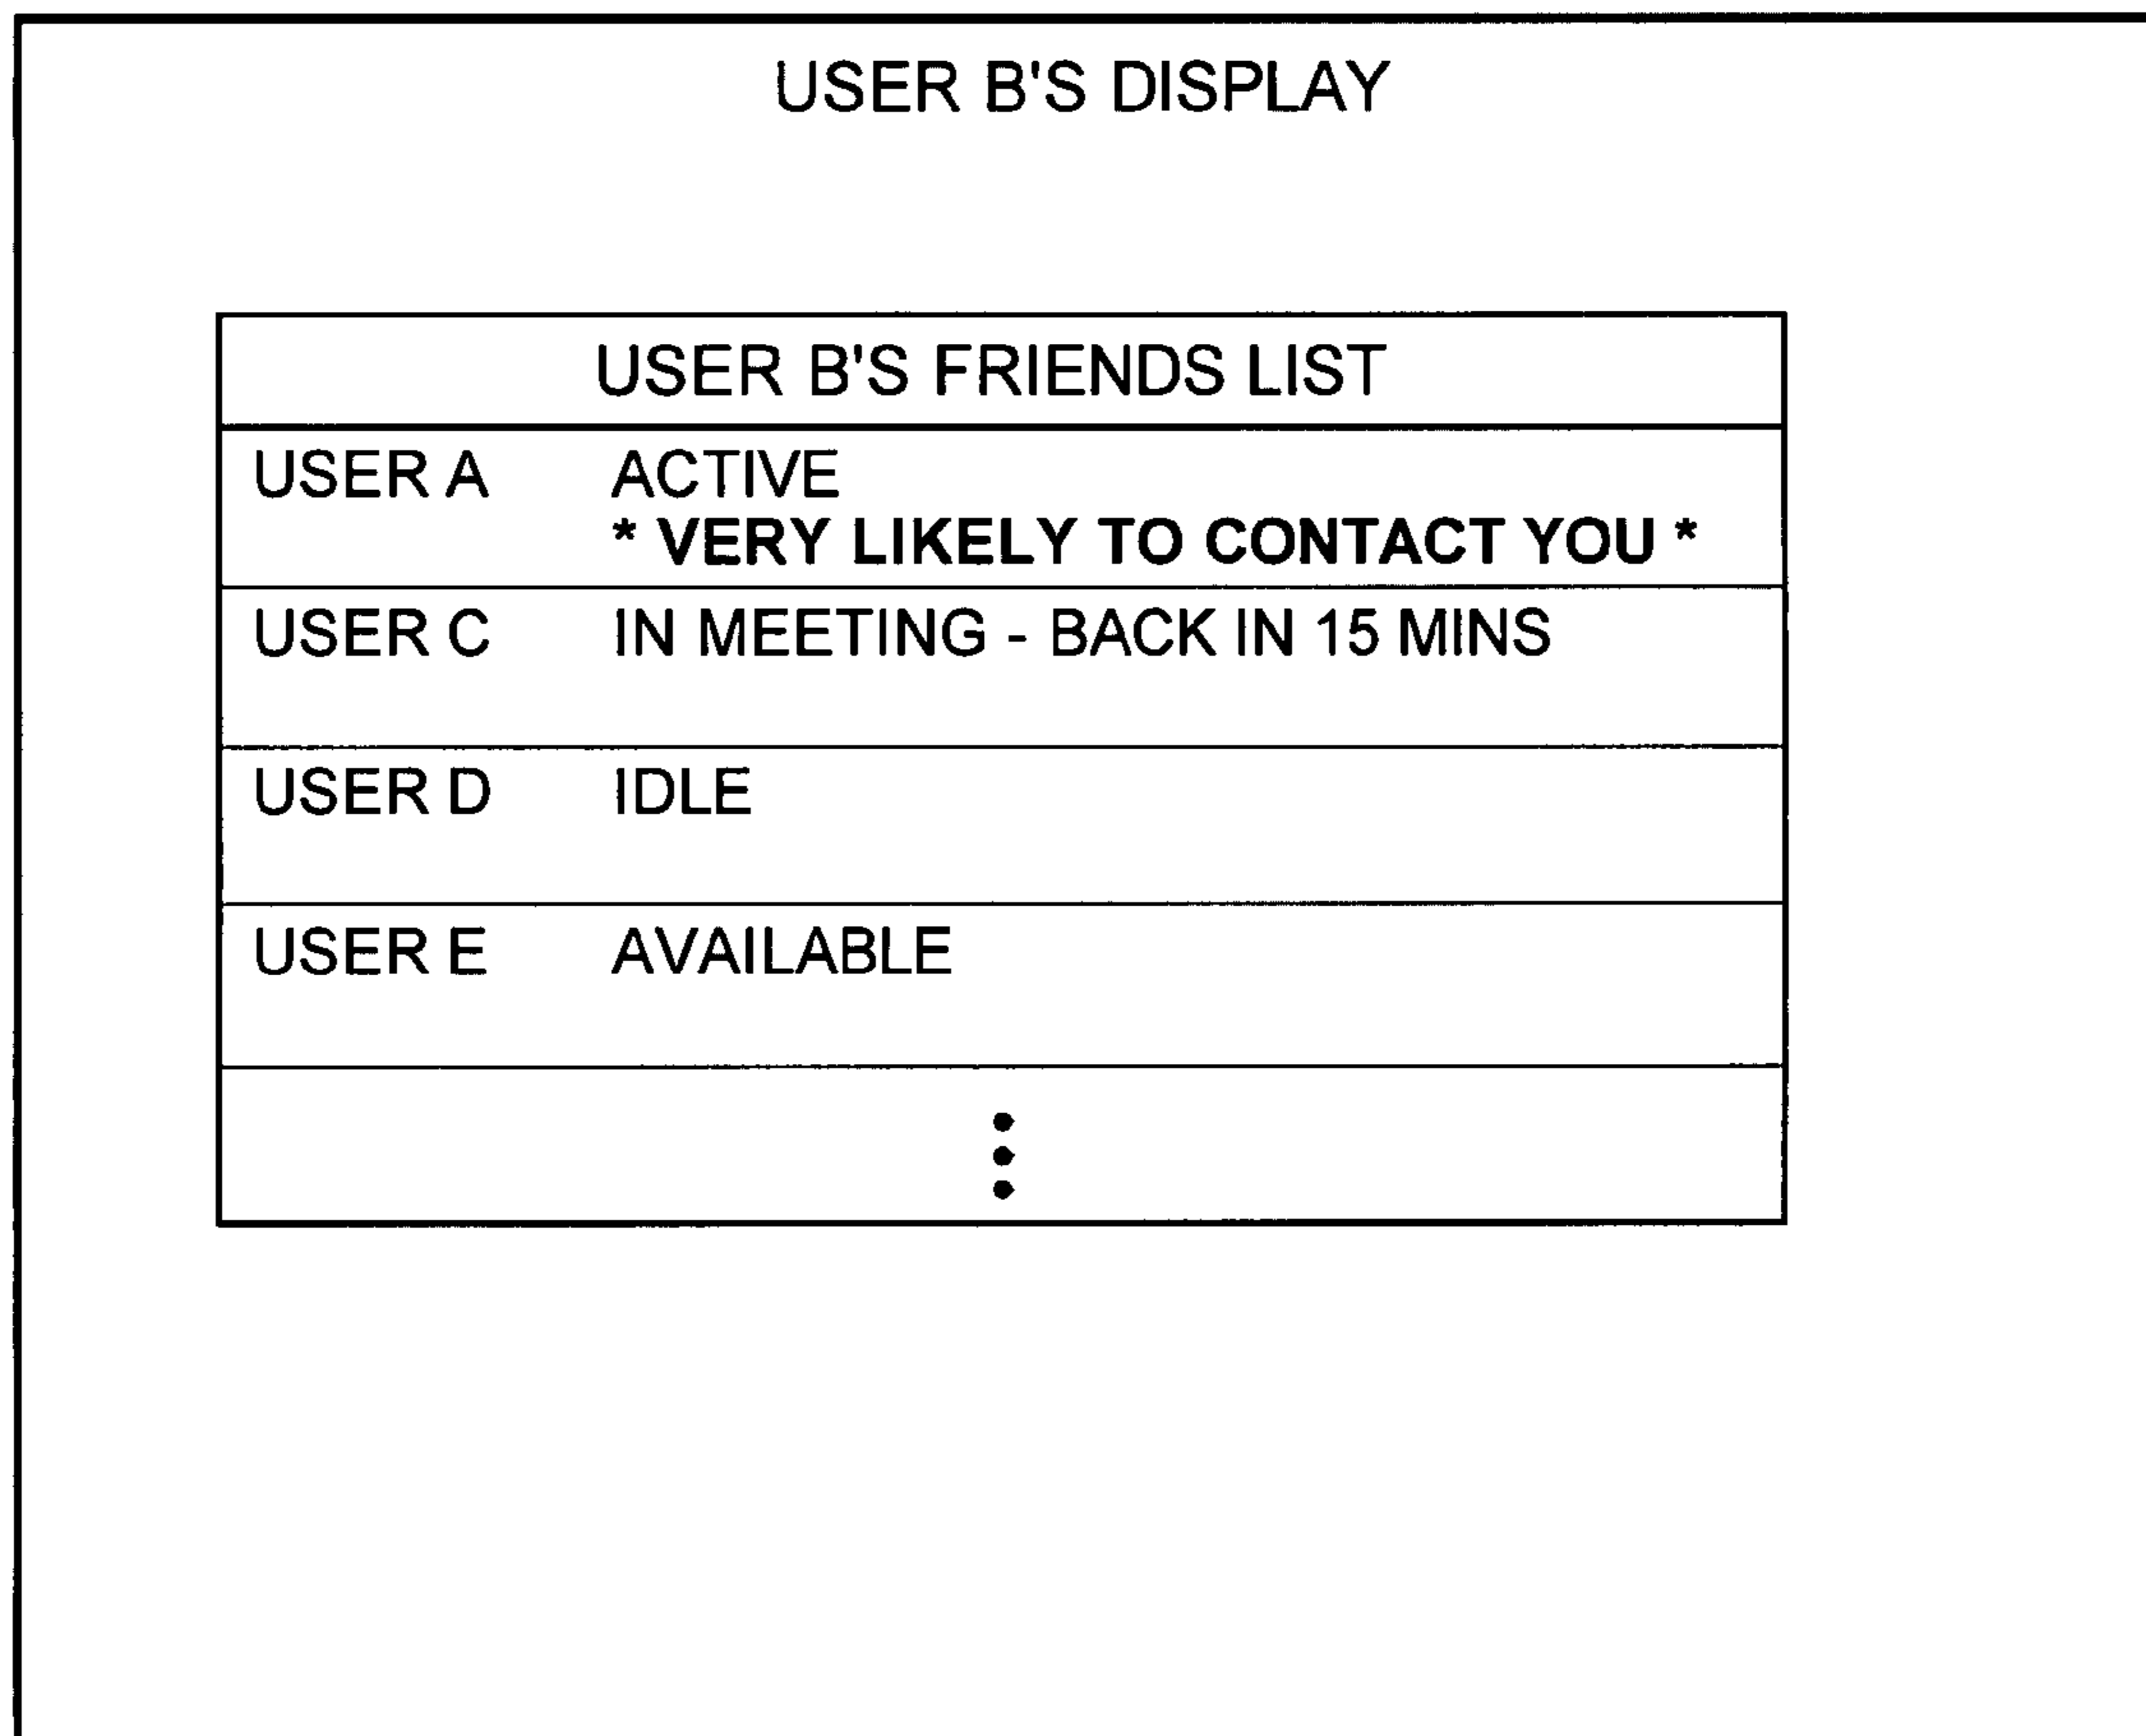 USER B'S DISPLAY
USER B'S FRIENDS LIST
USER A ACTIVE
* VERY LIKELY TO CONTACT YOU *
USER C IN MEETING - BACK IN 15 MINS
USER D IDLE
USER E AVAILABLE